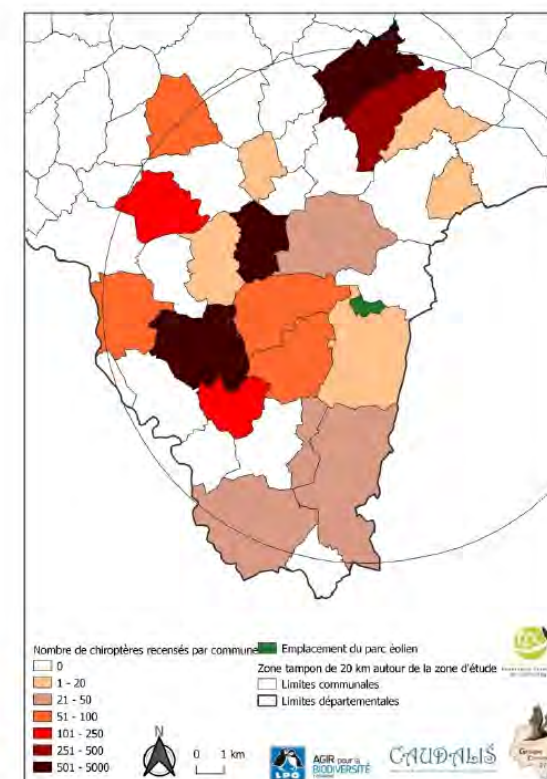 Nombre de chiroptères recensés par commune
0
1 - 20
21 - 50
51 - 100
101 - 250
251 - 500
501 - 5000
Emplacement du parc èolien
Zone tampon de 20 km autour de la zone d'étude
Limites communales
Limites départementales
N
0 1 km
LPO
AGIR pour la
BIODIVERSITÉ
CAUDALIS